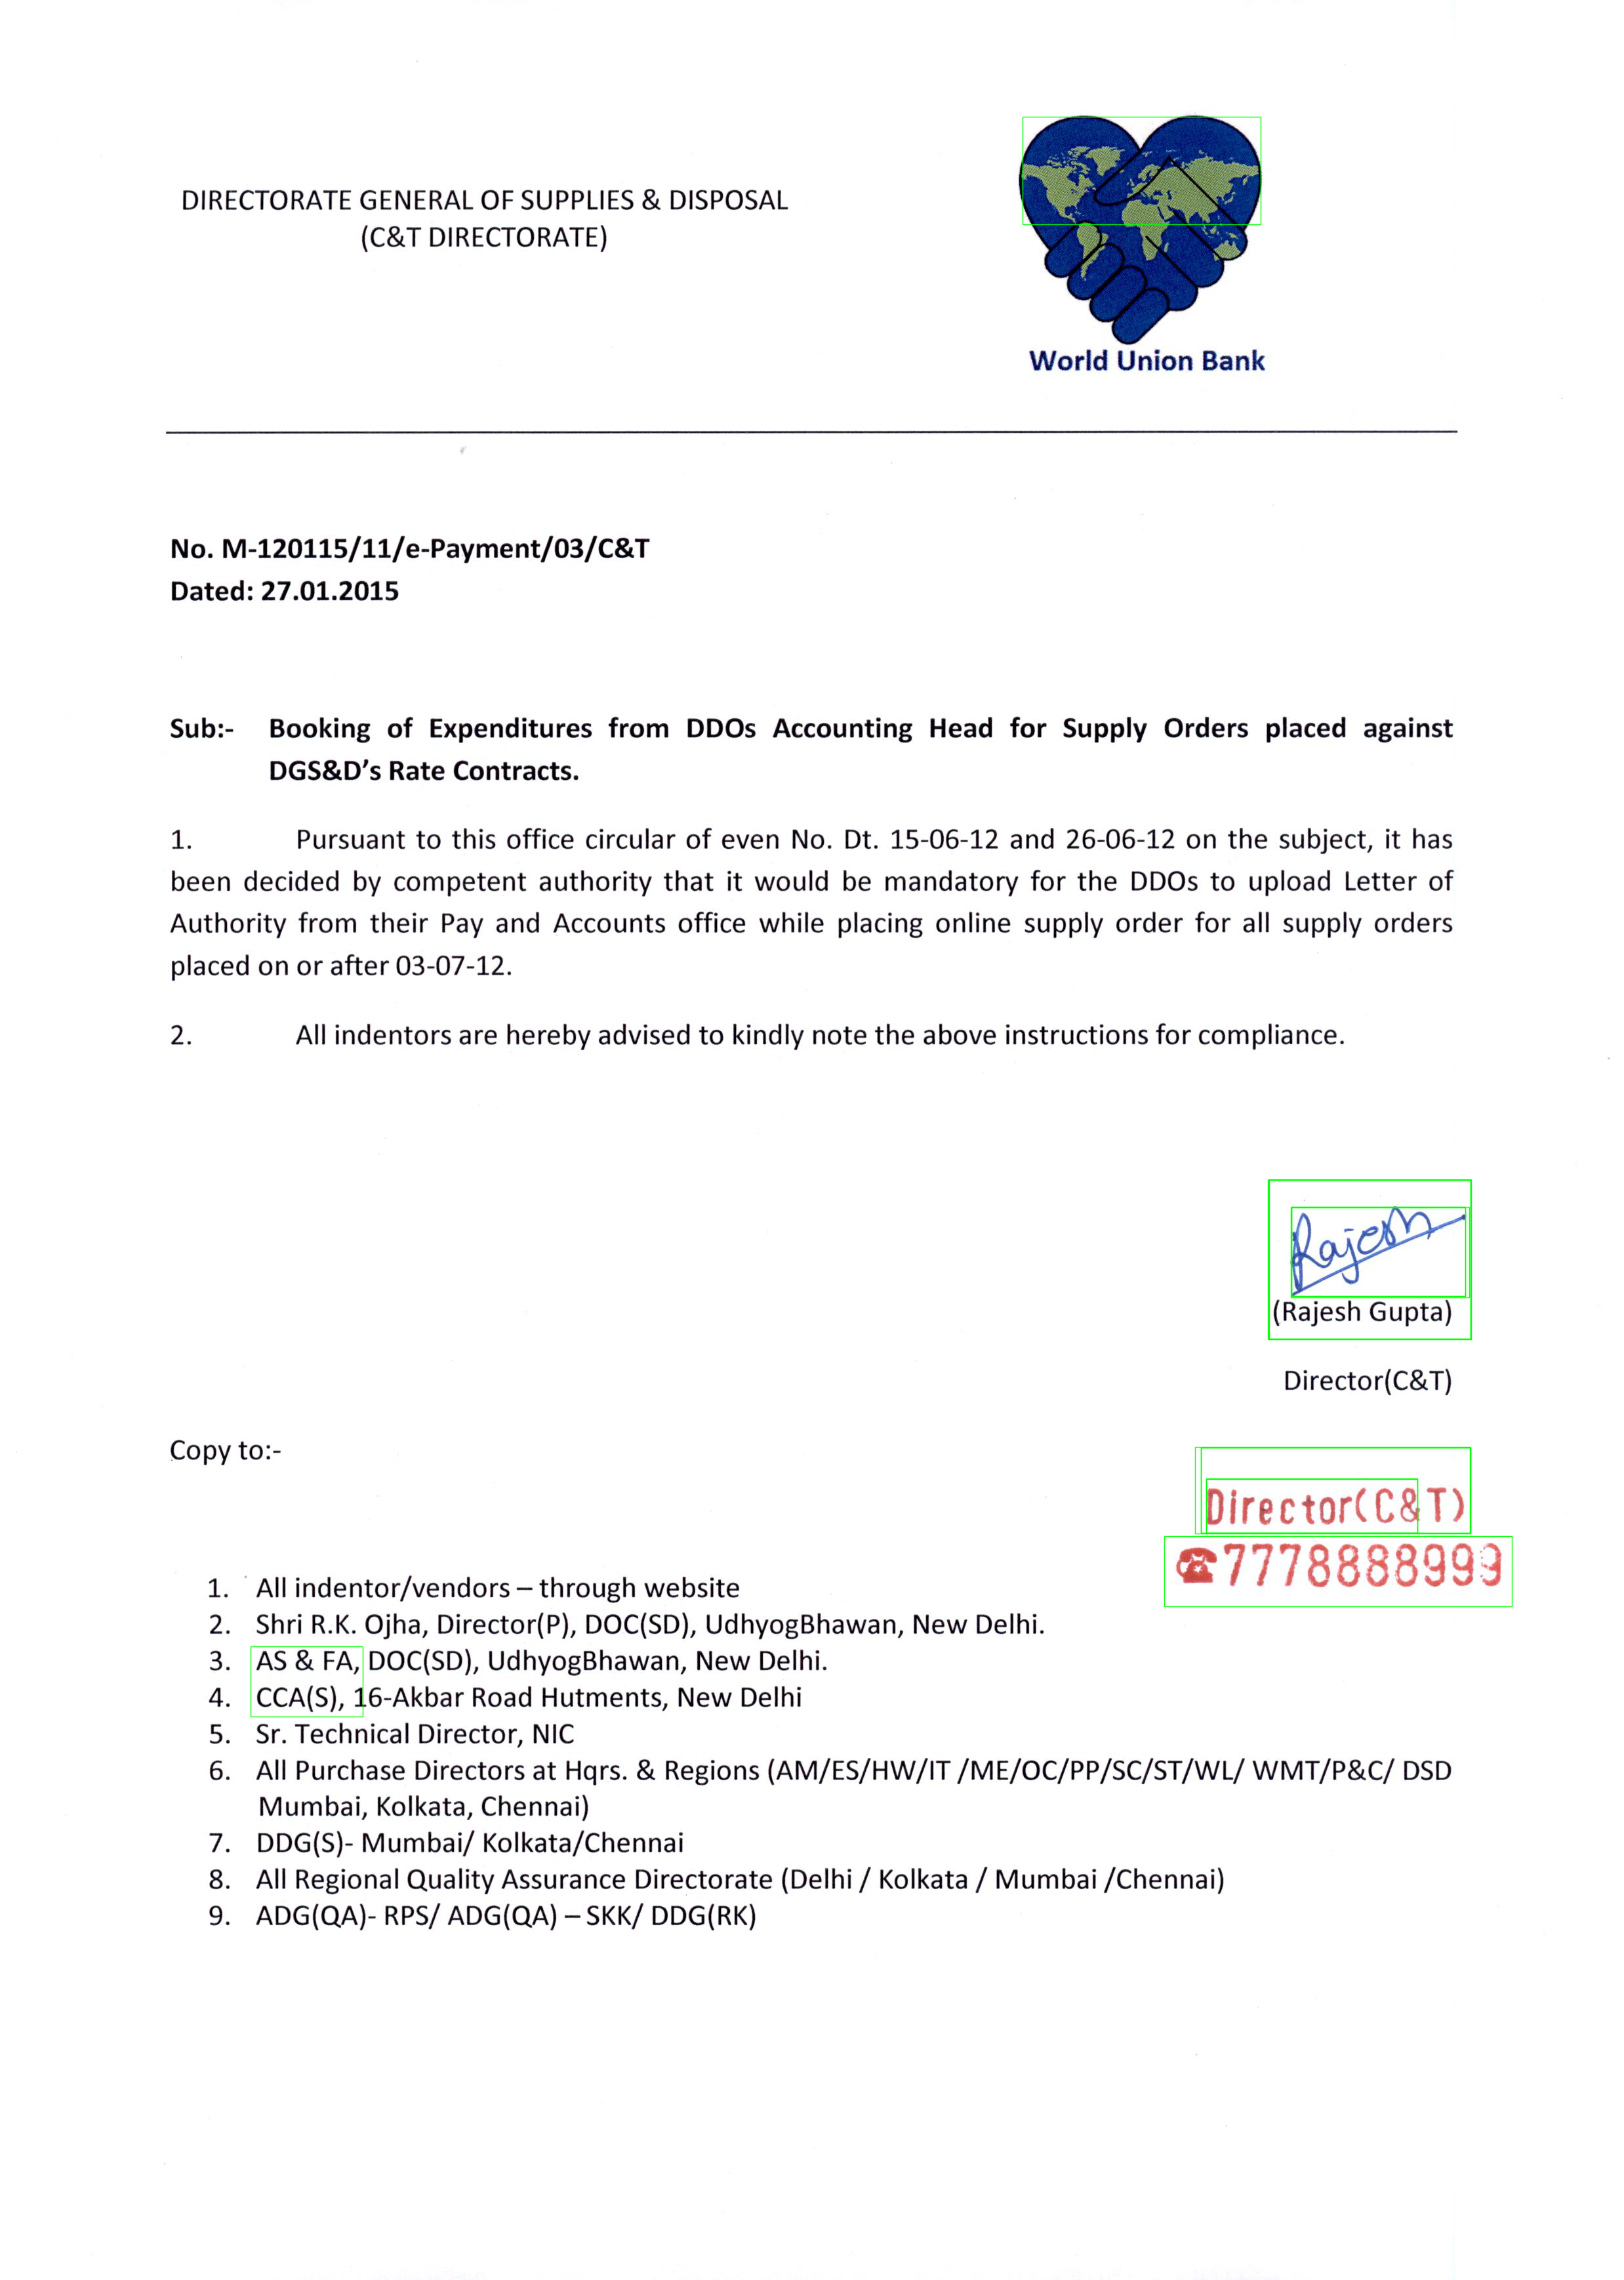 DIRECTORATE GENERAL OF SUPPLIES & DISPOSAL
(C&T DIRECTORATE)
World Union Bank
No. M-120115/11/e-Payment/03/C&T
Dated: 27.01.2015
Sub:- Booking of Expenditures from DDOs Accounting Head for Supply Orders placed against
DGS&D’s Rate Contracts.
1. Pursuant to this office circular of even No. Dt. 15-06-12 and 26-06-12 on the subject, it has
been decided by competent authority that it would be mandatory for the DDOs to upload Letter of
Authority from their Pay and Accounts office while placing online supply order for all supply orders
placed on or after 03-07-12.
2. All indentors are hereby advised to kindly note the above instructions for compliance.
Rajesh
(Rajesh Gupta)
Director(C&T)
Copy to:-
Director(C&T)
☎7778888999
1. All indentor/vendors – through website
2. Shri R.K. Ojha, Director(P), DOC(SD), UdhyogBhawan, New Delhi.
3. AS & FA, DOC(SD), UdhyogBhawan, New Delhi.
4. CCA(S), 16-Akbar Road Hutments, New Delhi
5. Sr. Technical Director, NIC
6. All Purchase Directors at Hqrs. & Regions (AM/ES/HW/IT /ME/OC/PP/SC/ST/WL/ WMT/P&C/ DSD
Mumbai, Kolkata, Chennai)
7. DDG(S)- Mumbai/ Kolkata/Chennai
8. All Regional Quality Assurance Directorate (Delhi / Kolkata / Mumbai /Chennai)
9. ADG(QA)- RPS/ ADG(QA) – SKK/ DDG(RK)